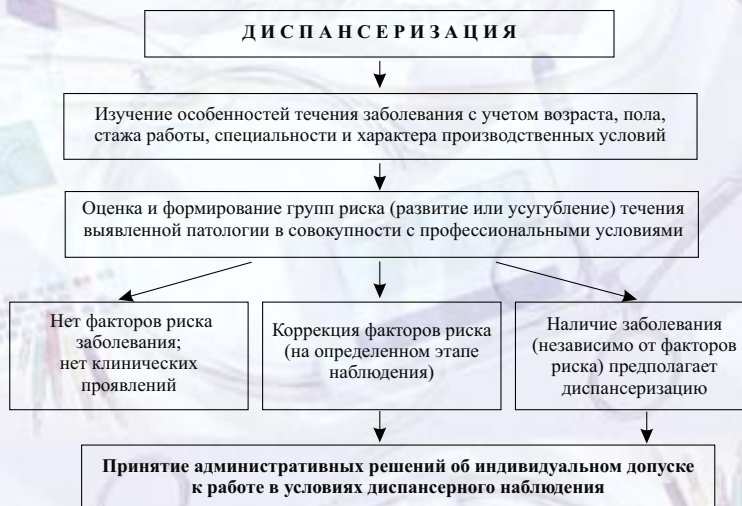 ДИСПАНСЕРИЗАЦИЯ
Изучение особенностей течения заболевания с учетом возраста, пола,
стажа работы, специальности и характера производственных условий
Оценка и формирование групп риска (развитие или усугубление) течения
выявленной патологии в совокупности с профессиональными условиями
Нет факторов риска
заболевания;
нет клинических
проявлений
Коррекция факторов риска
(на определенном этапе
наблюдения)
Наличие заболевания
(независимо от факторов
риска) предполагает
диспансеризацию
Принятие административных решений об индивидуальном допуске
к работе в условиях диспансерного наблюдения